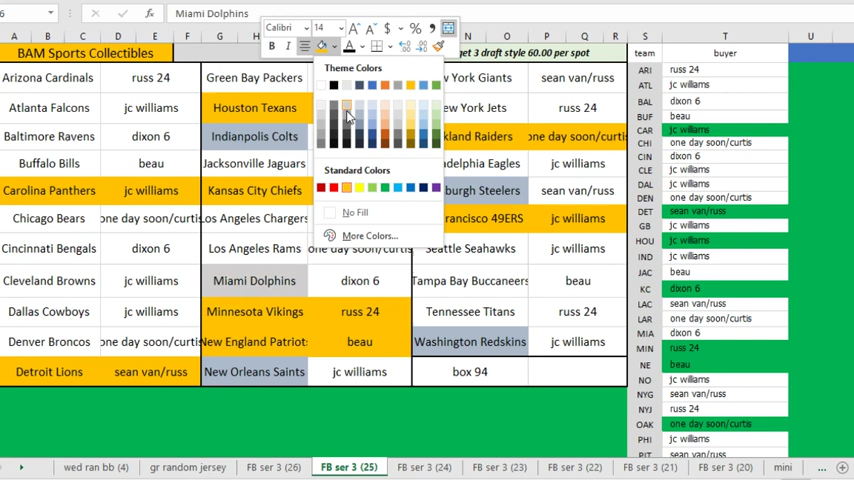 6
Miami Dolphins
Calibri 14 A A $ % ,
B I A
A B C D E F G H N O P Q R S T U
BAM Sports Collectibles
get 3 draft style 60.00 per spot
team buyer
Arizona Cardinals russ 24 Green Bay Packers York Giants sean van/russ
Atlanta Falcons jc williams Houston Texans york Jets russ 24
Baltimore Ravens dixon 6 Indianpolis Colts kland Raiders one day soon/curtis
Buffalo Bills beau Jacksonville Jaguars adelphia Eagles jc williams
Carolina Panthers jc williams Kansas City Chiefs burgh Steelers sean van/russ
Chicago Bears one day soon/curtis Los Angeles Chargers rancisco 49ERS jc williams
Cincinnati Bengals dixon 6 Los Angeles Rams one day soon/curtis Seattle Seahawks jc williams
Cleveland Browns jc williams Miami Dolphins dixon 6 Tampa Bay Buccaneers beau
Dallas Cowboys jc williams Minnesota Vikings russ 24 Tennessee Titans russ 24
Denver Broncos one day soon/curtis New England Patriots beau Washington Redskins jc williams
Detroit Lions sean van/russ New Orleans Saints jc williams box 94
Theme Colors
Standard Colors
No Fill
More Colors...
ARI russ 24
ATL jc williams
BAL dixon 6
BUF beau
CAR jc williams
CHI one day soon/curtis
CIN dixon 6
CLE jc williams
DAL jc williams
DEN one day soon/curtis
DET sean van/russ
GB jc williams
HOU jc williams
IND jc williams
JAC beau
KC dixon 6
LAC sean van/russ
LAR one day soon/curtis
MIA dixon 6
MIN russ 24
NE beau
NO jc williams
NYG sean van/russ
NYJ russ 24
OAK one day soon/curtis
PHI jc williams
PIT sean van/russ
wed ran bb (4) gr random jersey FB ser 3 (26) FB ser 3 (25) FB ser 3 (24) FB ser 3 (23) FB ser 3 (22) FB ser 3 (21) FB ser 3 (20) mini ...